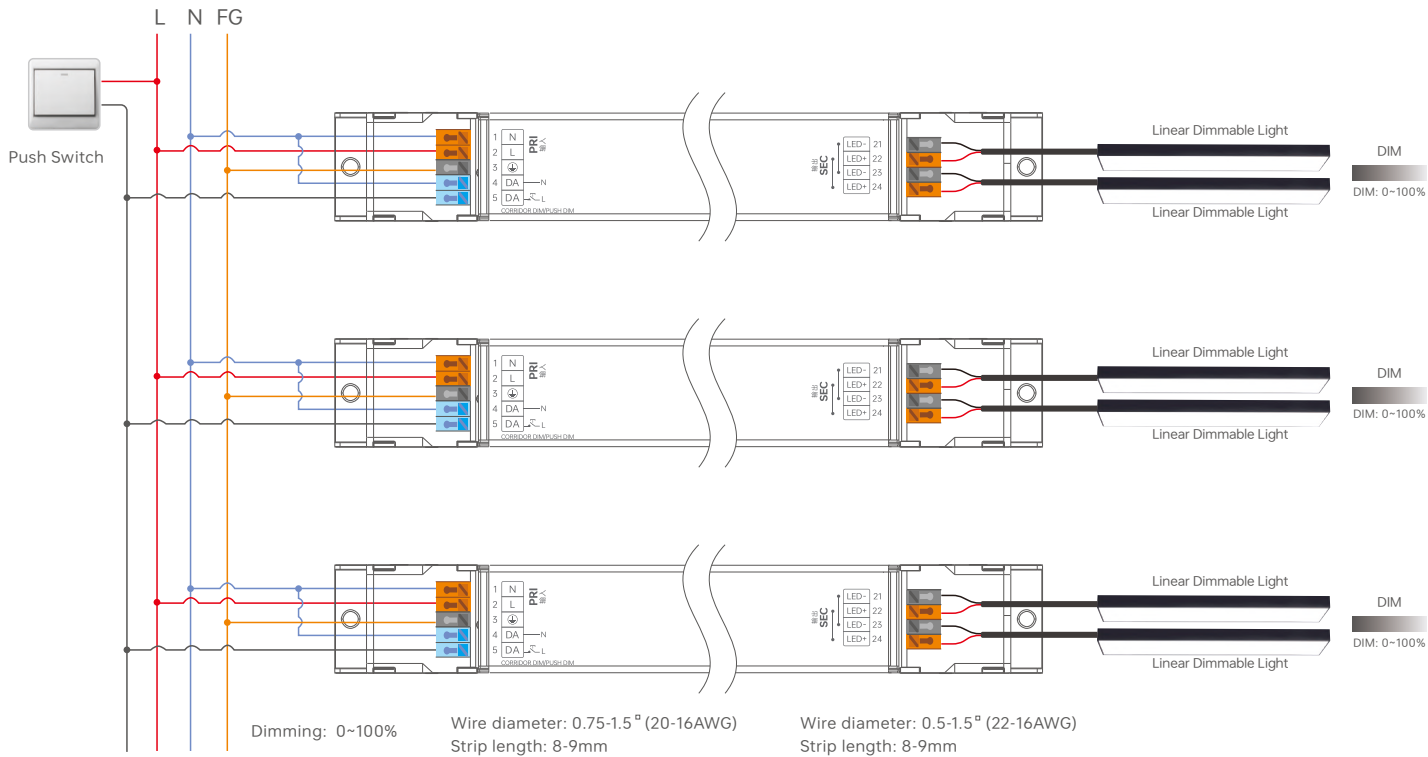 L N FG
Push Switch
1 N
2 L
3
4 DA N
5 DA L
PRI
输入
CORRIDOR DIM/PUSH DIM
输出
SEC
LED- 21
LED+ 22
LED- 23
LED+ 24
Linear Dimmable Light
Linear Dimmable Light
DIM
DIM: 0~100%
1 N
2 L
3
4 DA N
5 DA L
PRI
输入
CORRIDOR DIM/PUSH DIM
输出
SEC
LED- 21
LED+ 22
LED- 23
LED+ 24
Linear Dimmable Light
Linear Dimmable Light
DIM
DIM: 0~100%
1 N
2 L
3
4 DA N
5 DA L
PRI
输入
CORRIDOR DIM/PUSH DIM
输出
SEC
LED- 21
LED+ 22
LED- 23
LED+ 24
Linear Dimmable Light
Linear Dimmable Light
DIM
DIM: 0~100%
Dimming: 0~100%
Wire diameter: 0.75-1.5▫ (20-16AWG)
Strip length: 8-9mm
Wire diameter: 0.5-1.5▫ (22-16AWG)
Strip length: 8-9mm